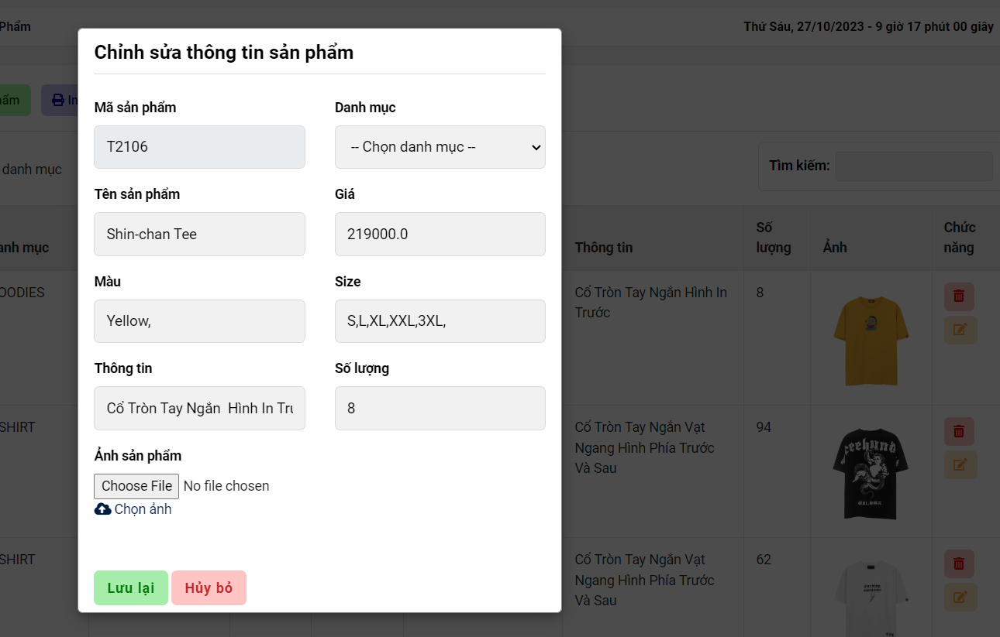 Phẩm
Thứ Sáu, 27/10/2023 - 9 giờ 17 phút 00 giây
Chỉnh sửa thông tin sản phẩm
In
Mã sản phẩm
Danh mục
T2106
-- Chọn danh mục --
danh mục
Tìm kiếm:
Tên sản phẩm
Giá
Shin-chan Tee
219000.0
Thông tin
Số lượng
Ảnh
Chức năng
Màu
Size
Yellow,
S,L,XL,XXL,3XL,
OODIES
Cổ Tròn Tay Ngắn Hình In
Trước
8
Thông tin
Số lượng
Cổ Tròn Tay Ngắn  Hình In Trư
8
SHIRT
Cổ Tròn Tay Ngắn Vạt
Ngang Hình Phía Trước
Và Sau
94
Ảnh sản phẩm
Choose File No file chosen
Chọn ảnh
SHIRT
Cổ Tròn Tay Ngắn Vạt
Ngang Hình Phía Trước
Và Sau
62
Lưu lại
Hủy bỏ